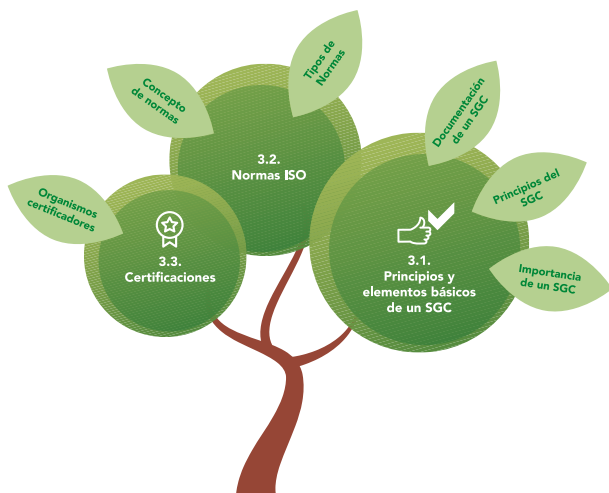 Tipos de
Normas
Concepto
de normas
Documentación
de un SGC
3.2.
Normas ISO
Principios del
SGC
Organismos
certificadores
3.3.
Certificaciones
3.1.
Principios y
elementos básicos
de un SGC
Importancia
de un SGC